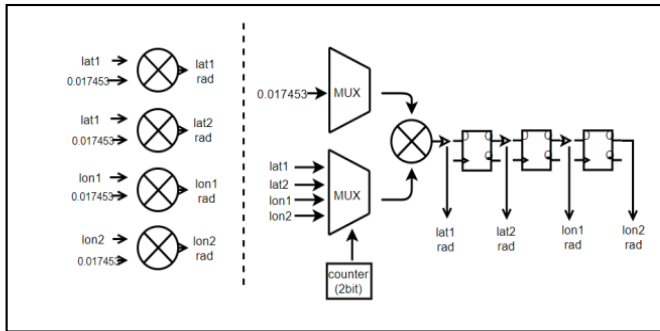 lat1
0.017453
lat1
rad
lat1
0.017453
lat2
rad
lon1
0.017453
lon1
rad
lon2
0.017453
lon2
rad
0.017453
MUX
lat1
lat2
lon1
lon2
MUX
counter
(2bit)
lat1
rad
lat2
rad
lon1
rad
lon2
rad